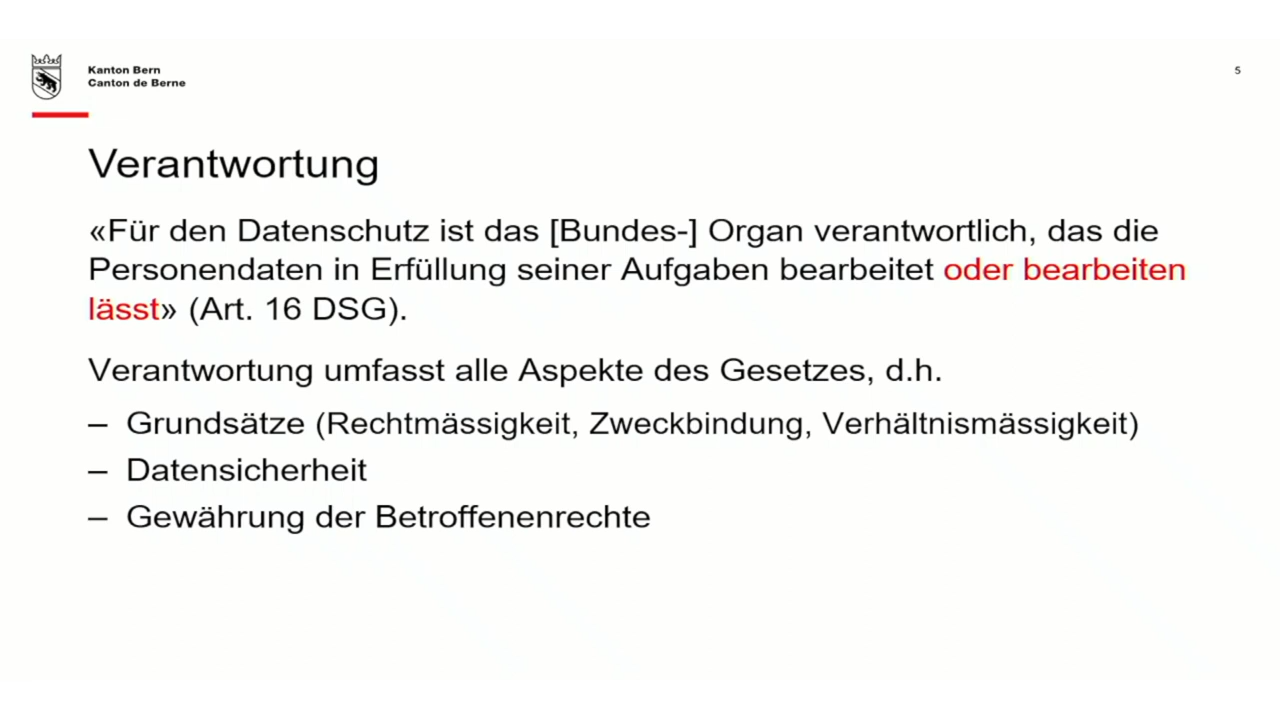 Kanton Bern
Canton de Berne
5
Verantwortung
«Für den Datenschutz ist das [Bundes-] Organ verantwortlich, das die
Personendaten in Erfüllung seiner Aufgaben bearbeitet oder bearbeiten
lässt» (Art. 16 DSG).
Verantwortung umfasst alle Aspekte des Gesetzes, d.h.
– Grundsätze (Rechtmässigkeit, Zweckbindung, Verhältnismässigkeit)
– Datensicherheit
– Gewährung der Betroffenenrechte